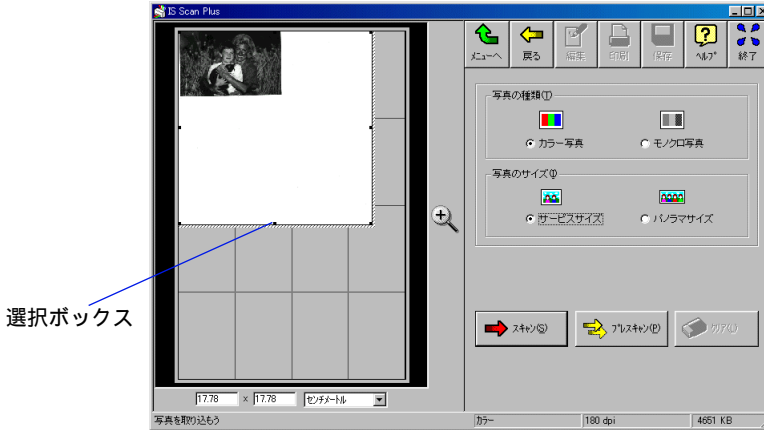 IS Scan Plus
メニューへ
戻る
編集
印刷
保存
ヘルプ
終了
写真の種類(T)
カラー写真
モノクロ写真
写真のサイズ(I)
サービスサイズ
パノラマサイズ
選択ボックス
スキャン(S)
プレスキャン(P)
クリア(L)
17.78 × 17.78 センチメートル
写真を取り込もう
カラー
180 dpi
4651 KB